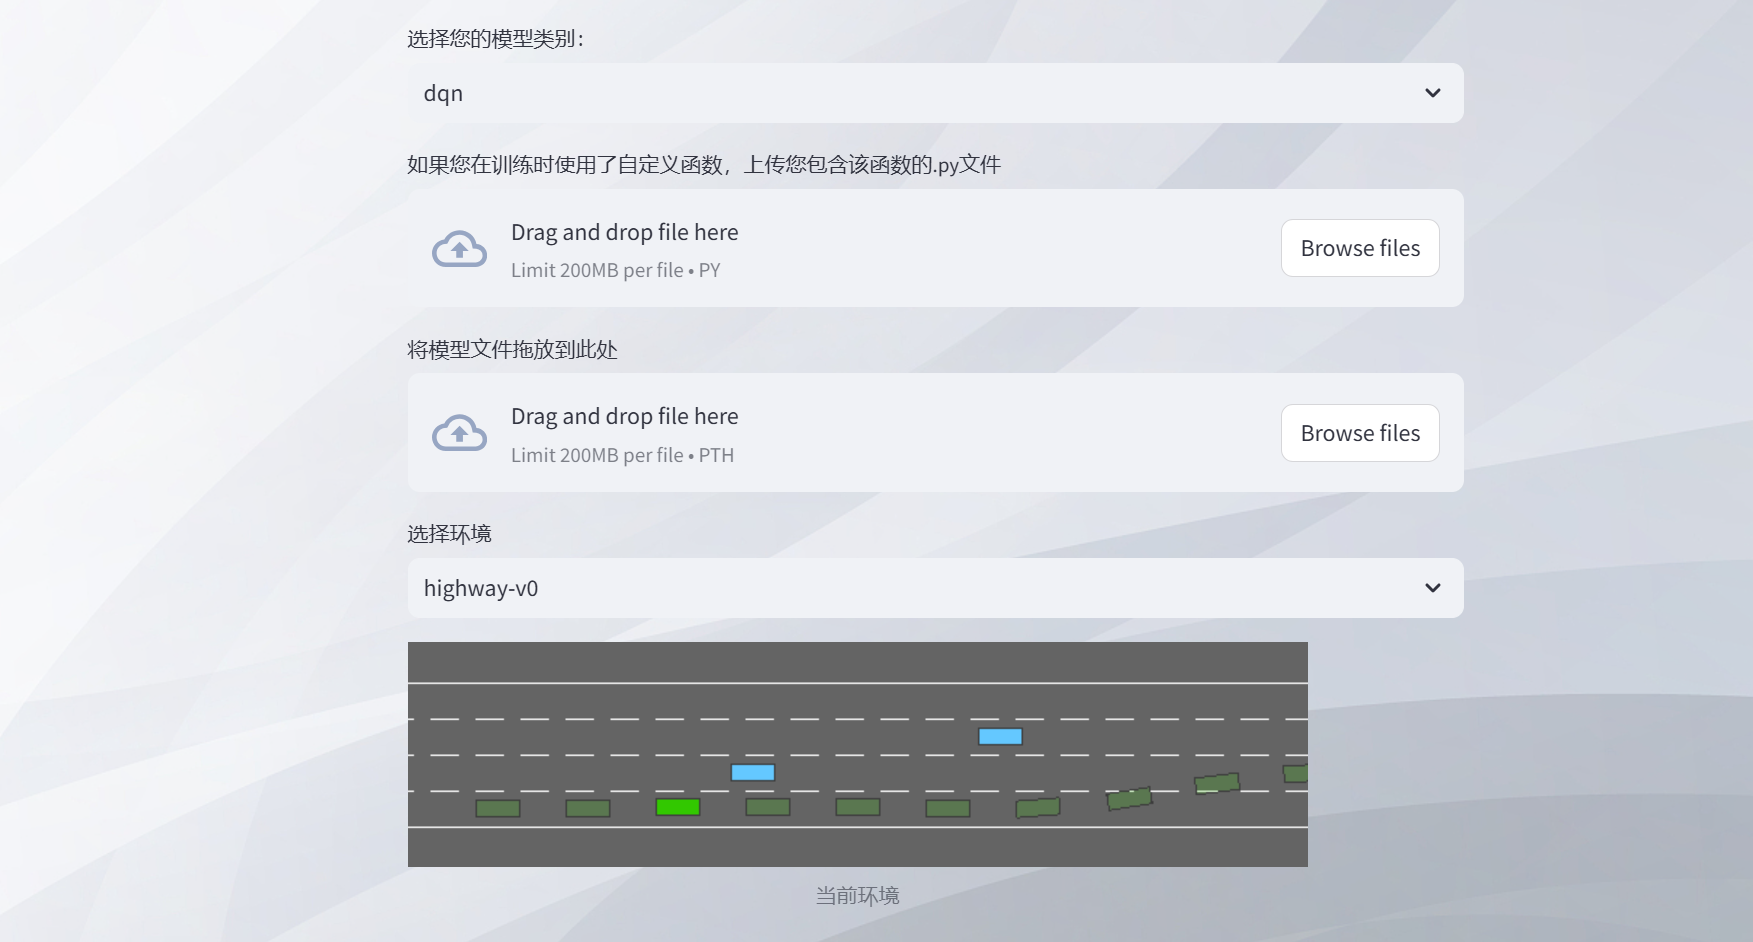 选择您的模型类别：
dqn
如果您在训练时使用了自定义函数，上传您包含该函数的.py文件
Drag and drop file here
Limit 200MB per file • PY
Browse files
将模型文件拖放到此处
Drag and drop file here
Limit 200MB per file • PTH
Browse files
选择环境
highway-v0
当前环境